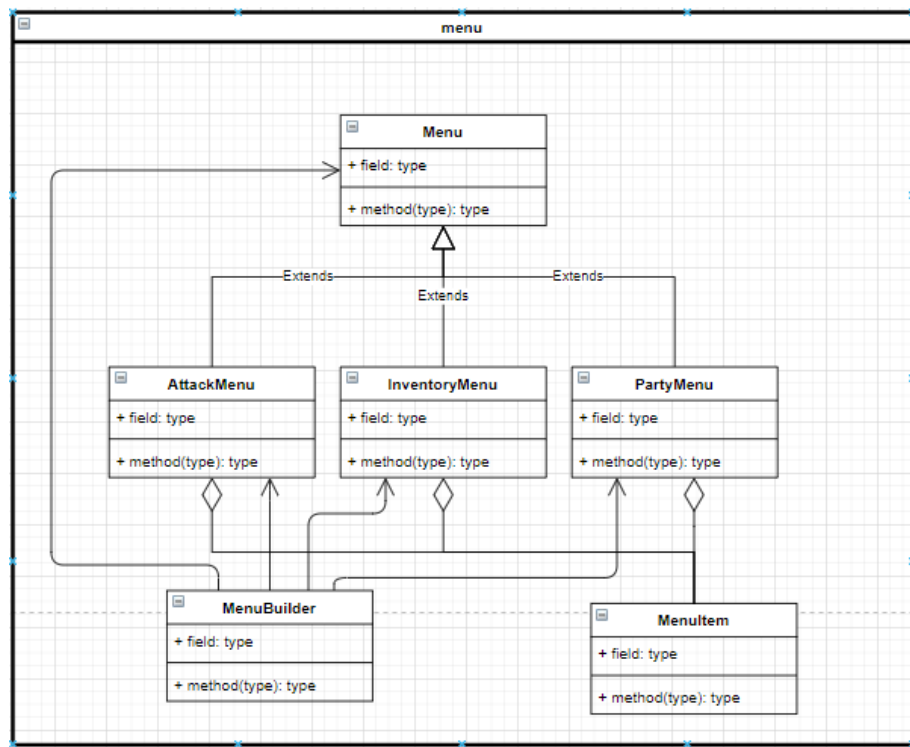 menu
Menu
+ field: type
+ method(type): type
Extends
Extends
Extends
AttackMenu
+ field: type
+ method(type): type
InventoryMenu
+ field: type
+ method(type): type
PartyMenu
+ field: type
+ method(type): type
MenuBuilder
+ field: type
+ method(type): type
MenuItem
+ field: type
+ method(type): type